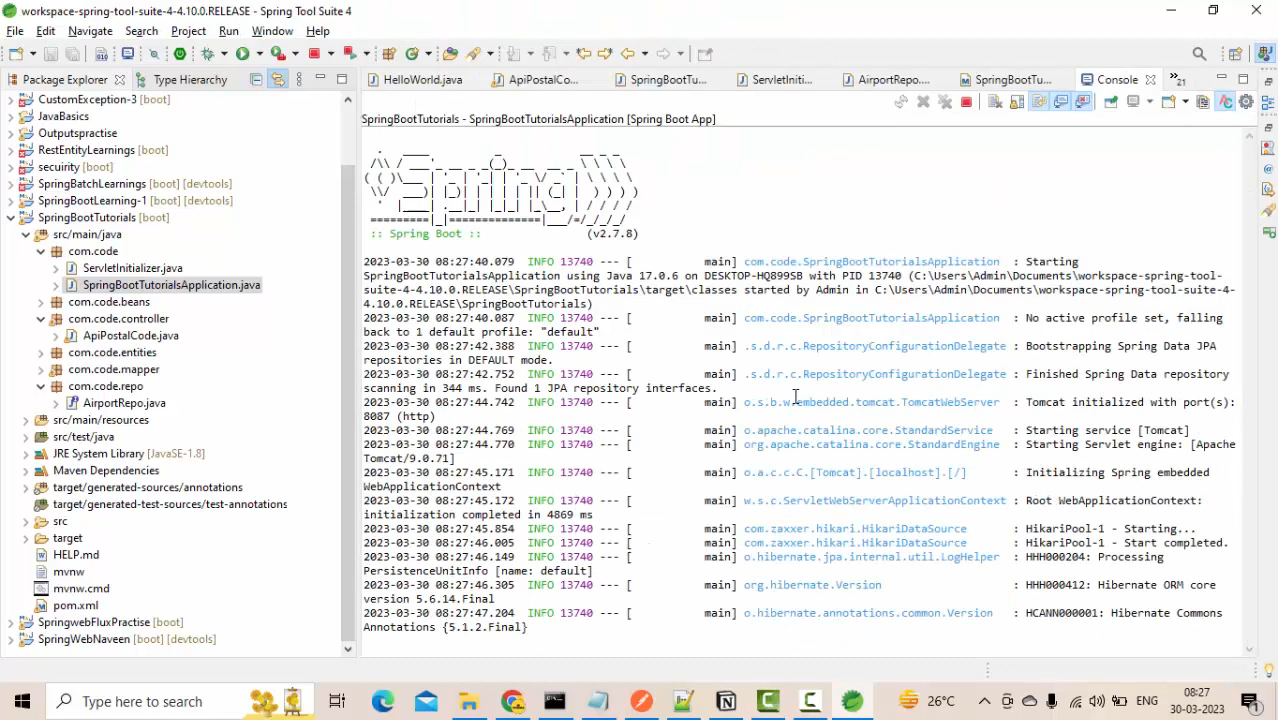 workspace-spring-tool-suite-4-4.10.0.RELEASE - Spring Tool Suite 4
File Edit Navigate Search Project Run Window Help
Package Explorer Type Hierarchy
HelloWorld.java ApiPostalCo... SpringBootTu... ServletIniti... AirportRepo.... SpringBootTu... Console 21
CustomException-3 [boot]
JavaBasics
Outputspractise
RestEntityLearnings [boot]
secuirity [boot]
SpringBatchLearnings [boot] [devtools]
SpringBootLearning-1 [boot] [devtools]
SpringBootTutorials [boot]
src/main/java
com.code
ServletInitializer.java
SpringBootTutorialsApplication.java
com.code.beans
com.code.controller
ApiPostalCode.java
com.code.entities
com.code.mapper
com.code.repo
AirportRepo.java
src/main/resources
src/test/java
JRE System Library [JavaSE-1.8]
Maven Dependencies
target/generated-sources/annotations
target/generated-test-sources/test-annotations
src
target
HELP.md
mvnw
mvnw.cmd
pom.xml
SpringwebFluxPractise [boot]
SpringWebNaveen [boot] [devtools]
SpringBootTutorials - SpringBootTutorialsApplication [Spring Boot App]
Spring
:: Spring Boot :: (v2.7.8)
2023-03-30 08:27:40.079 INFO 13740 --- [ main] com.code.SpringBootTutorialsApplication : Starting
SpringBootTutorialsApplication using Java 17.0.6 on DESKTOP-HQ899SB with PID 13740 (C:\Users\Admin\Documents\workspace-spring-tool-
suite-4-4.10.0.RELEASE\SpringBootTutorials\target\classes started by Admin in C:\Users\Admin\Documents\workspace-spring-tool-suite-4-
4.10.0.RELEASE\SpringBootTutorials)
2023-03-30 08:27:40.087 INFO 13740 --- [ main] com.code.SpringBootTutorialsApplication : No active profile set, falling
back to 1 default profile: "default"
2023-03-30 08:27:42.388 INFO 13740 --- [ main] .s.d.r.c.RepositoryConfigurationDelegate : Bootstrapping Spring Data JPA
repositories in DEFAULT mode.
2023-03-30 08:27:42.752 INFO 13740 --- [ main] .s.d.r.c.RepositoryConfigurationDelegate : Finished Spring Data repository
scanning in 344 ms. Found 1 JPA repository interfaces.
2023-03-30 08:27:44.742 INFO 13740 --- [ main] o.s.b.w.embedded.tomcat.TomcatWebServer : Tomcat initialized with port(s):
8087 (http)
2023-03-30 08:27:44.769 INFO 13740 --- [ main] o.apache.catalina.core.StandardService : Starting service [Tomcat]
2023-03-30 08:27:44.770 INFO 13740 --- [ main] org.apache.catalina.core.StandardEngine : Starting Servlet engine: [Apache
Tomcat/9.0.71]
2023-03-30 08:27:45.171 INFO 13740 --- [ main] o.a.c.c.C.[Tomcat].[localhost].[/] : Initializing Spring embedded
WebApplicationContext
2023-03-30 08:27:45.172 INFO 13740 --- [ main] w.s.c.ServletWebServerApplicationContext : Root WebApplicationContext:
initialization completed in 4869 ms
2023-03-30 08:27:45.854 INFO 13740 --- [ main] com.zaxxer.hikari.HikariDataSource : HikariPool-1 - Starting...
2023-03-30 08:27:46.005 INFO 13740 --- [ main] com.zaxxer.hikari.HikariDataSource : HikariPool-1 - Start completed.
2023-03-30 08:27:46.149 INFO 13740 --- [ main] o.hibernate.jpa.internal.util.LogHelper : HHH000204: Processing
PersistenceUnitInfo [name: default]
2023-03-30 08:27:46.305 INFO 13740 --- [ main] org.hibernate.Version : HHH000412: Hibernate ORM core
version 5.6.14.Final
2023-03-30 08:27:47.204 INFO 13740 --- [ main] o.hibernate.annotations.common.Version : HCANN000001: Hibernate Commons
Annotations {5.1.2.Final}
Type here to search
26°C ENG 08:27
30-03-2023